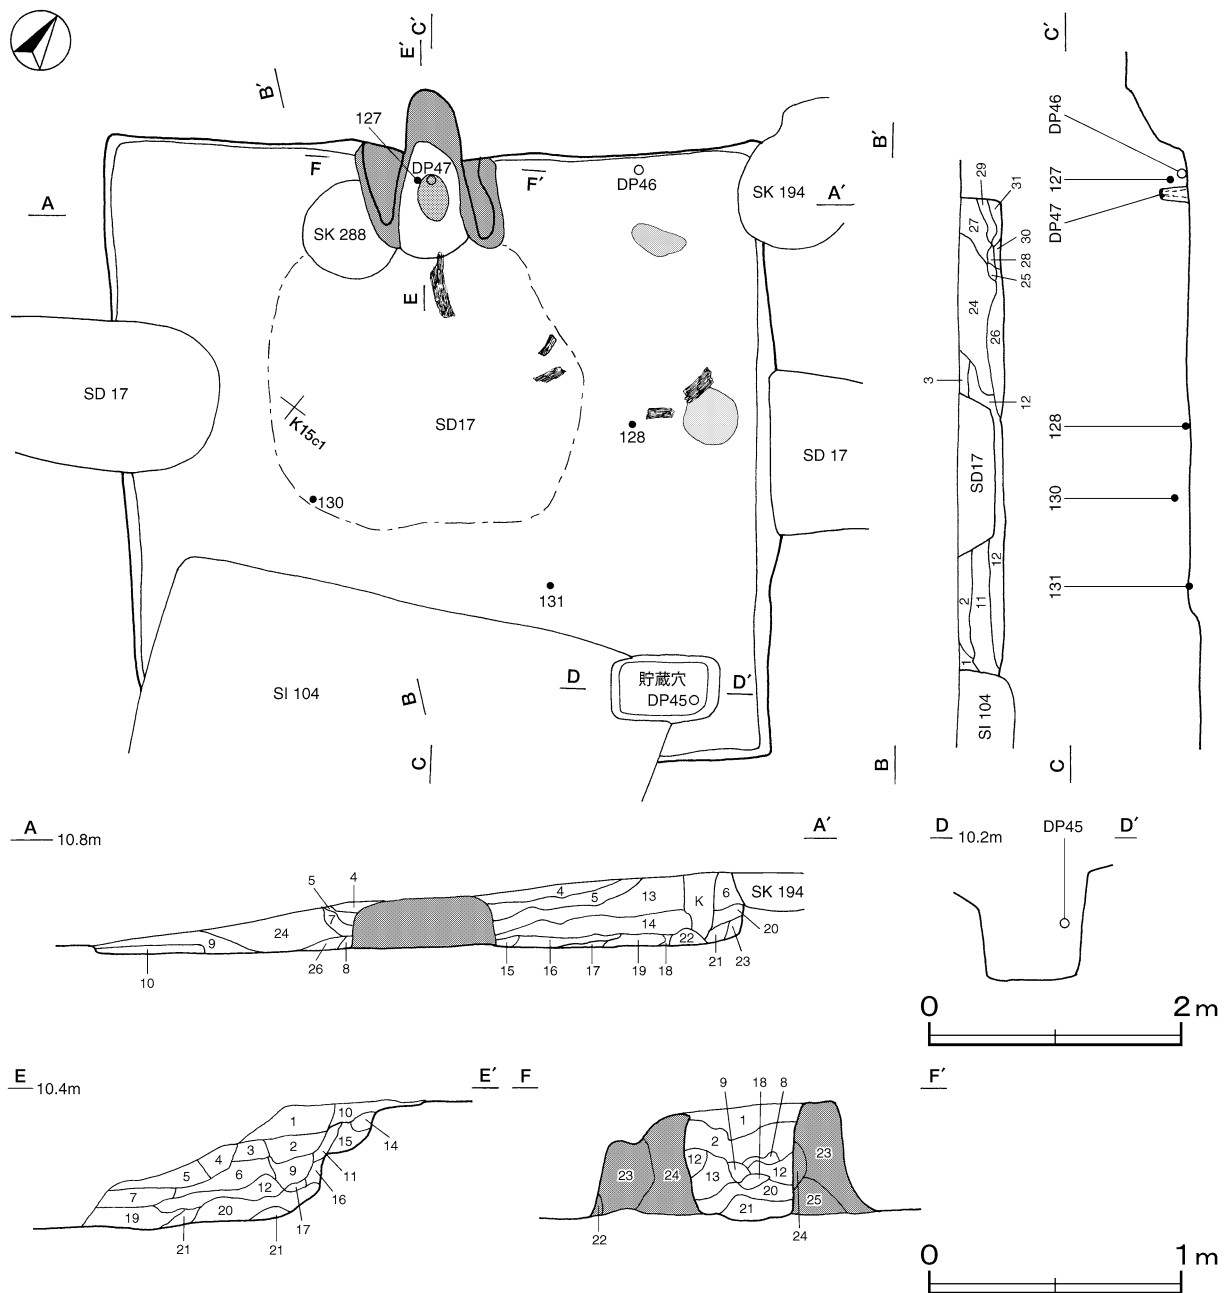 C′
E′
B′
127
F
DP47
F′
DP46
A
SK 288
SK 194
A′
E
SD 17
K15c1
SD17
128
SD 17
130
131
SI 104
B
D
貯蔵穴
DP45
D′
C
B′
29
31
27
30
28
25
24
26
3
12
SD17
12
2
11
1
SI 104
B
C′
DP46
127
DP47
128
130
131
C
A
10.8m
A′
4
5
7
9
24
10
26
8
4
5
13
K
6
SK 194
14
22
20
15
16
17
19
18
21
23
D
10.2m
DP45
D′
0
2m
E
10.4m
E′
1
10
14
3
2
15
4
5
6
9
11
7
12
16
19
20
17
21
21
F
F′
9
18
8
1
2
23
12
12
23
24
13
20
25
21
22
24
0
1m